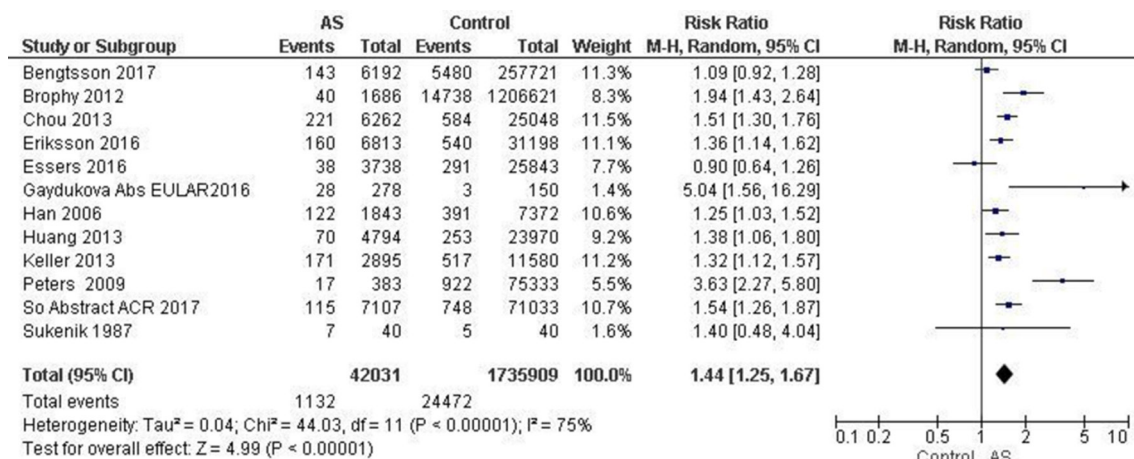 AS Control Risk Ratio Risk Ratio
Study or Subgroup Events Total Events Total Weight M-H, Random, 95% CI M-H, Random, 95% CI
Bengtsson 2017 143 6192 5480 257721 11.3% 1.09 [0.92, 1.28]
Brophy 2012 40 1686 14738 1206621 8.3% 1.94 [1.43, 2.64]
Chou 2013 221 6262 584 25048 11.5% 1.51 [1.30, 1.76]
Eriksson 2016 160 6813 540 31198 11.1% 1.36 [1.14, 1.62]
Essers 2016 38 3738 291 25843 7.7% 0.90 [0.64, 1.26]
Gaydukova Abs EULAR2016 28 278 3 150 1.4% 5.04 [1.56, 16.29]
Han 2006 122 1843 391 7372 10.6% 1.25 [1.03, 1.52]
Huang 2013 70 4794 253 23970 9.2% 1.38 [1.06, 1.80]
Keller 2013 171 2895 517 11580 11.2% 1.32 [1.12, 1.57]
Peters 2009 17 383 922 75333 5.5% 3.63 [2.27, 5.80]
So Abstract ACR 2017 115 7107 748 71033 10.7% 1.54 [1.26, 1.87]
Sukenik 1987 7 40 5 40 1.6% 1.40 [0.48, 4.04]
Total (95% CI) 42031 1735909 100.0% 1.44 [1.25, 1.67]
Total events 1132 24472
Heterogeneity: Tau² = 0.04; Chi² = 44.03, df = 11 (P < 0.00001); I² = 75%
Test for overall effect: Z = 4.99 (P < 0.00001)
0.1 0.2 0.5 1 2 5 10
Control AS